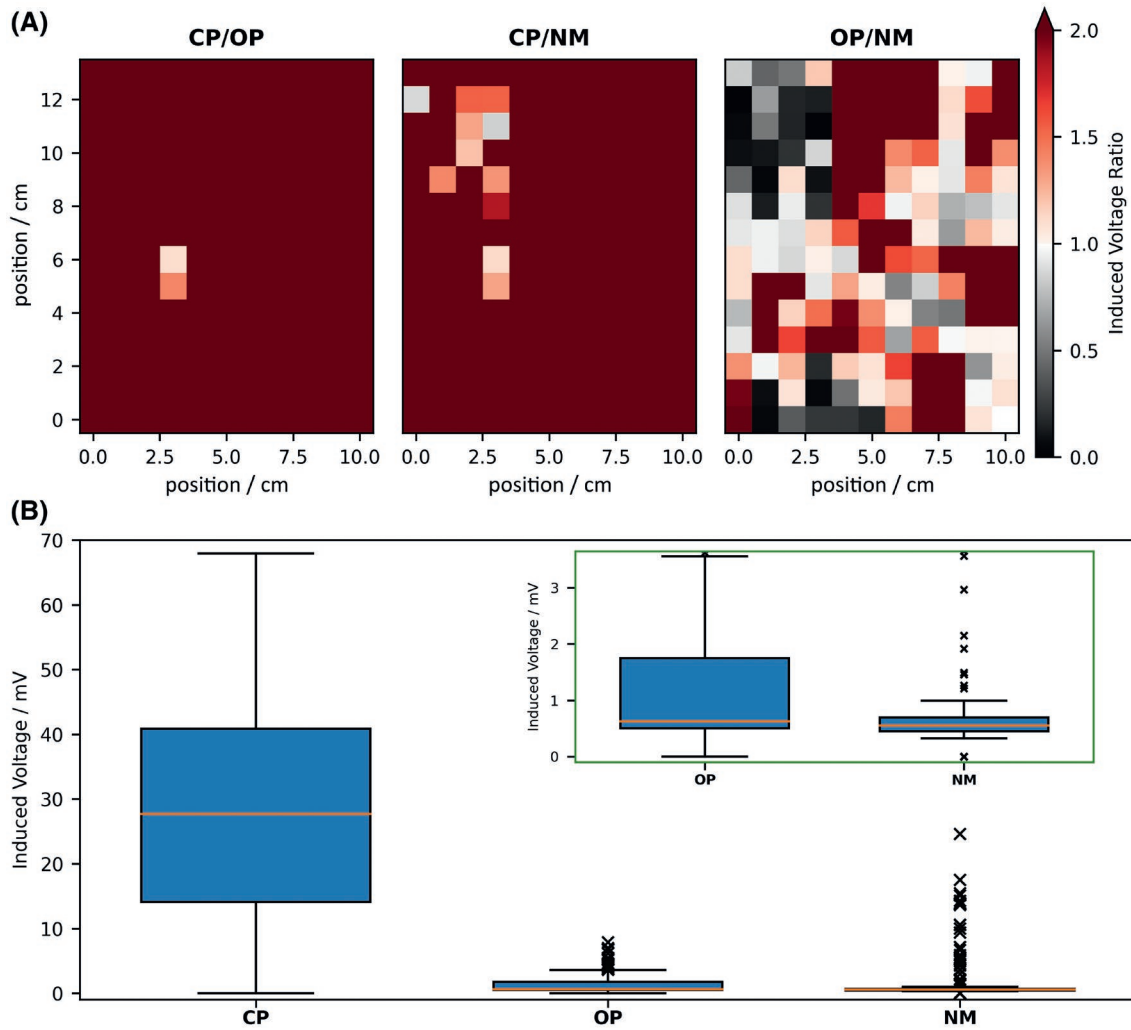 (A)
CP/OP CP/NM OP/NM
2.0
1.5
1.0
0.5
0.0
Induced Voltage Ratio
12
10
8
6
4
2
0
position / cm
0.0 2.5 5.0 7.5 10.0 0.0 2.5 5.0 7.5 10.0 0.0 2.5 5.0 7.5 10.0
position / cm position / cm position / cm
(B)
70
60
50
40
30
20
10
0
Induced Voltage / mV
3
2
1
0
Induced Voltage / mV
OP NM
CP OP NM